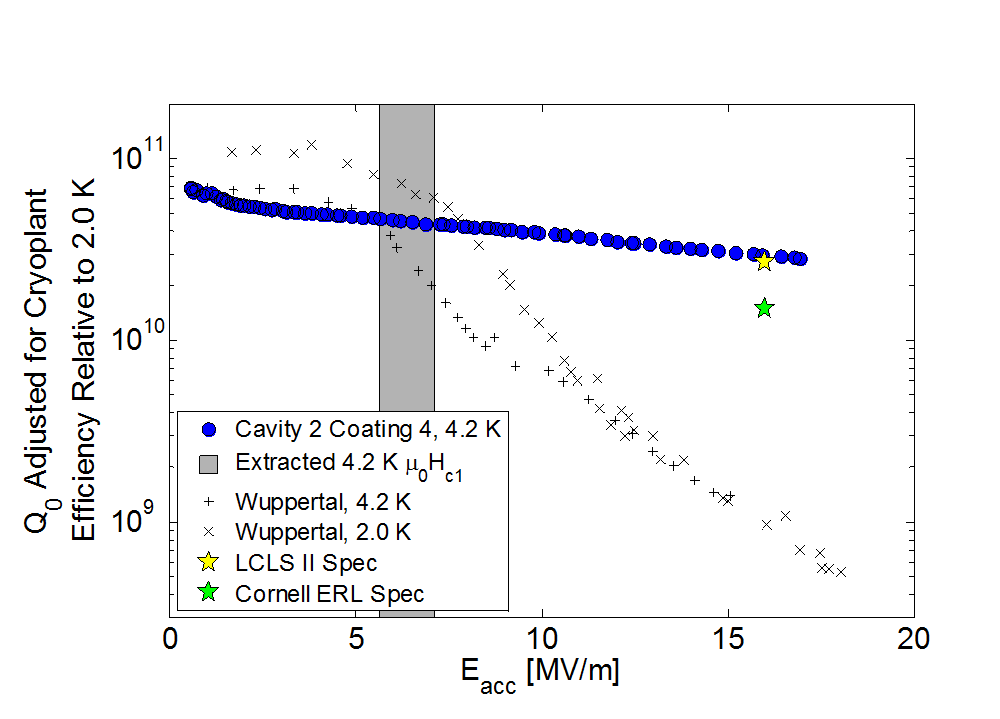 Q0 Adjusted for Cryoplant
Efficiency Relative to 2.0 K
10^11
10^10
10^9
Cavity 2 Coating 4, 4.2 K
Extracted 4.2 K μ0Hc1
Wuppertal, 4.2 K
Wuppertal, 2.0 K
LCLS II Spec
Cornell ERL Spec
0 5 10 15 20
Eacc [MV/m]